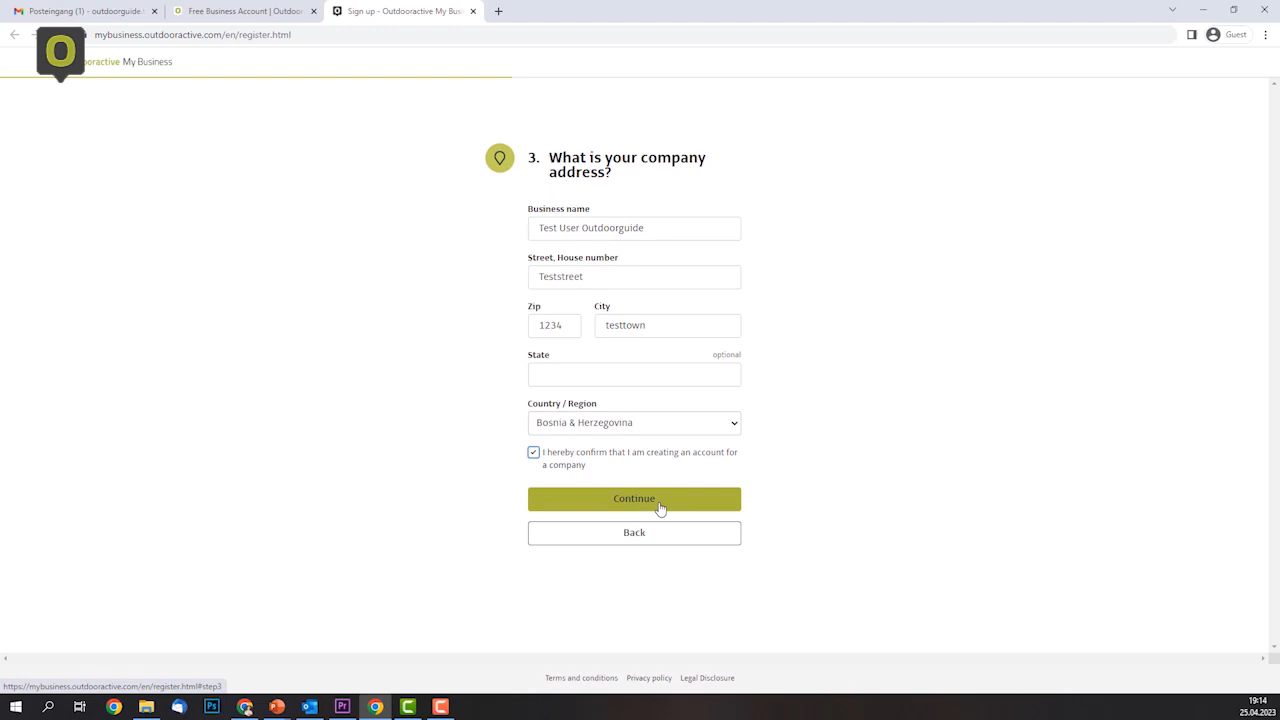 Posteingang (1) - outdoorguide
Free Business Account | Outdoor
Sign up - Outdooractive My Bus
mybusiness.outdooractive.com/en/register.html
Guest
O
ooractive My Business
3. What is your company
address?
Business name
Test User Outdoorguide
Street, House number
Teststreet
Zip
City
1234
testtown
State
optional
Country / Region
Bosnia & Herzegovina
I hereby confirm that I am creating an account for
a company
Continue
Back
Terms and conditions
Privacy policy
Legal Disclosure
https://mybusiness.outdooractive.com/en/register.html#step3
Ps
Pr
C
C
19:14
25.04.2023